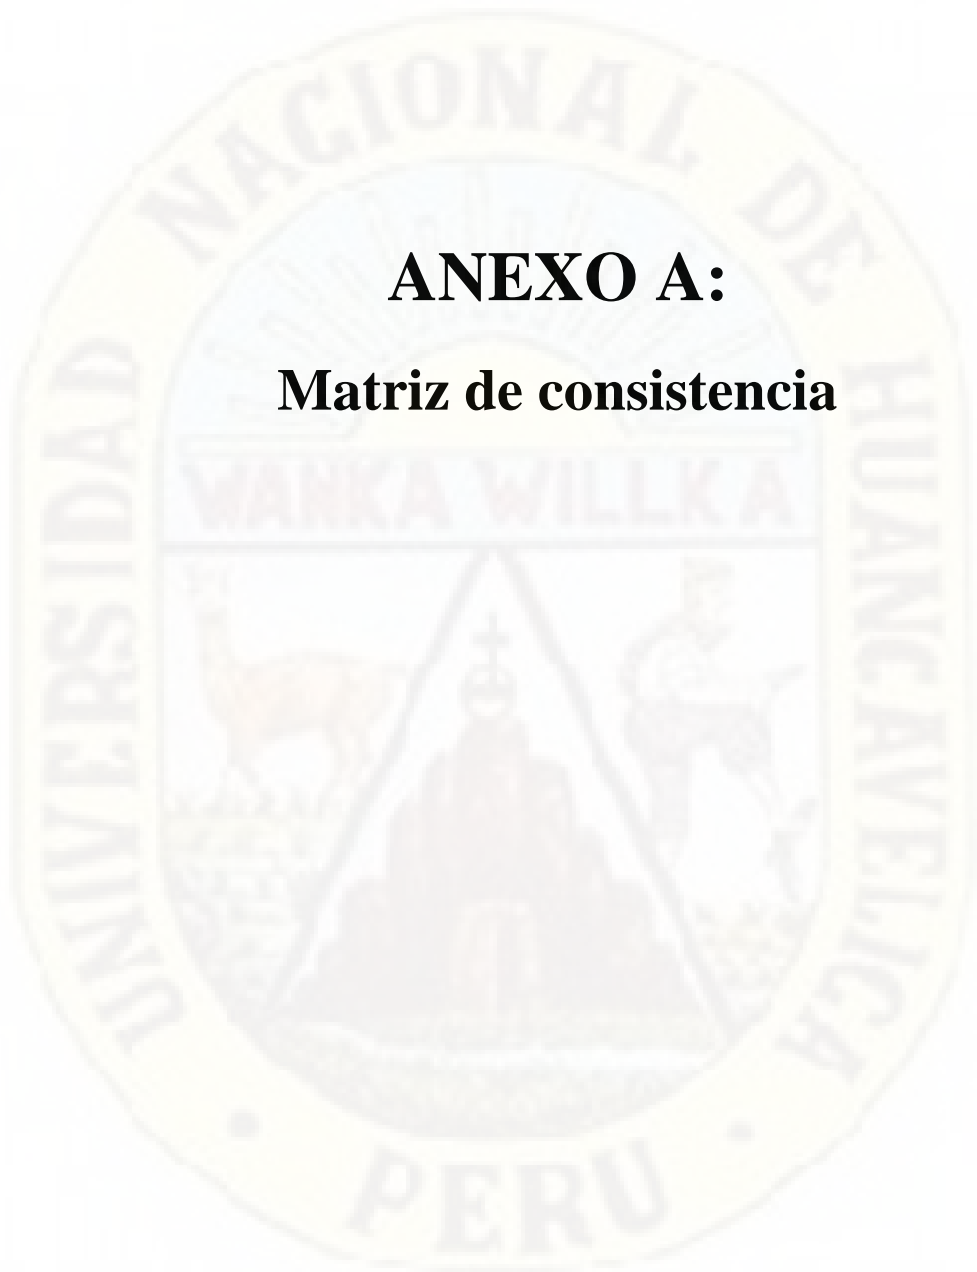 ANEXO A:
Matriz de consistencia
UNIVERSIDAD NACIONAL DE HUANCAVELICA
WANKA WILLKA
• PERU •